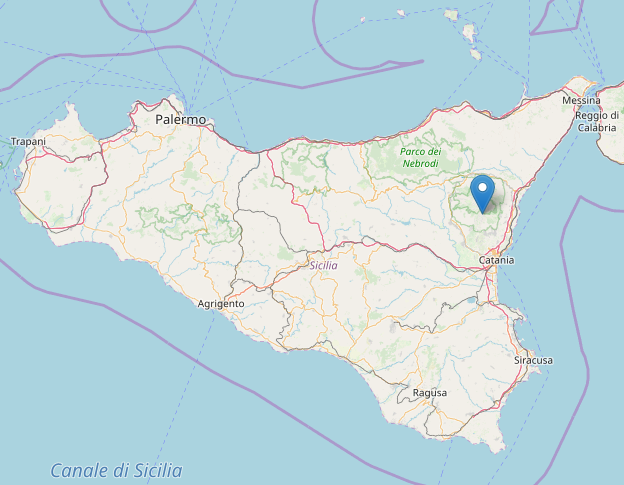 Messina
Palermo
Reggio di
Calabria
Trapani
Parco dei
Nebrodi
Catania
Sicilia
Agrigento
Siracusa
Ragusa
Canale di Sicilia